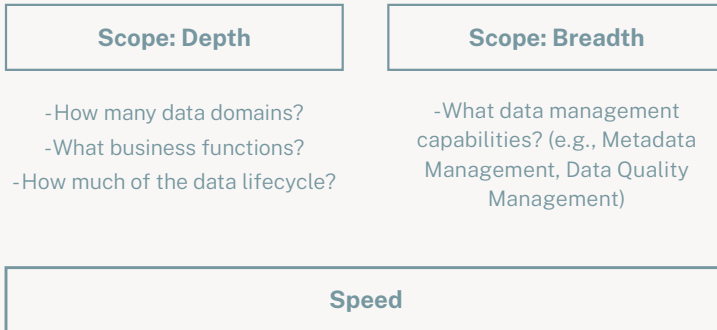 Scope: Depth
-How many data domains?
-What business functions?
-How much of the data lifecycle?
Scope: Breadth
-What data management
capabilities? (e.g., Metadata
Management, Data Quality
Management)
Speed